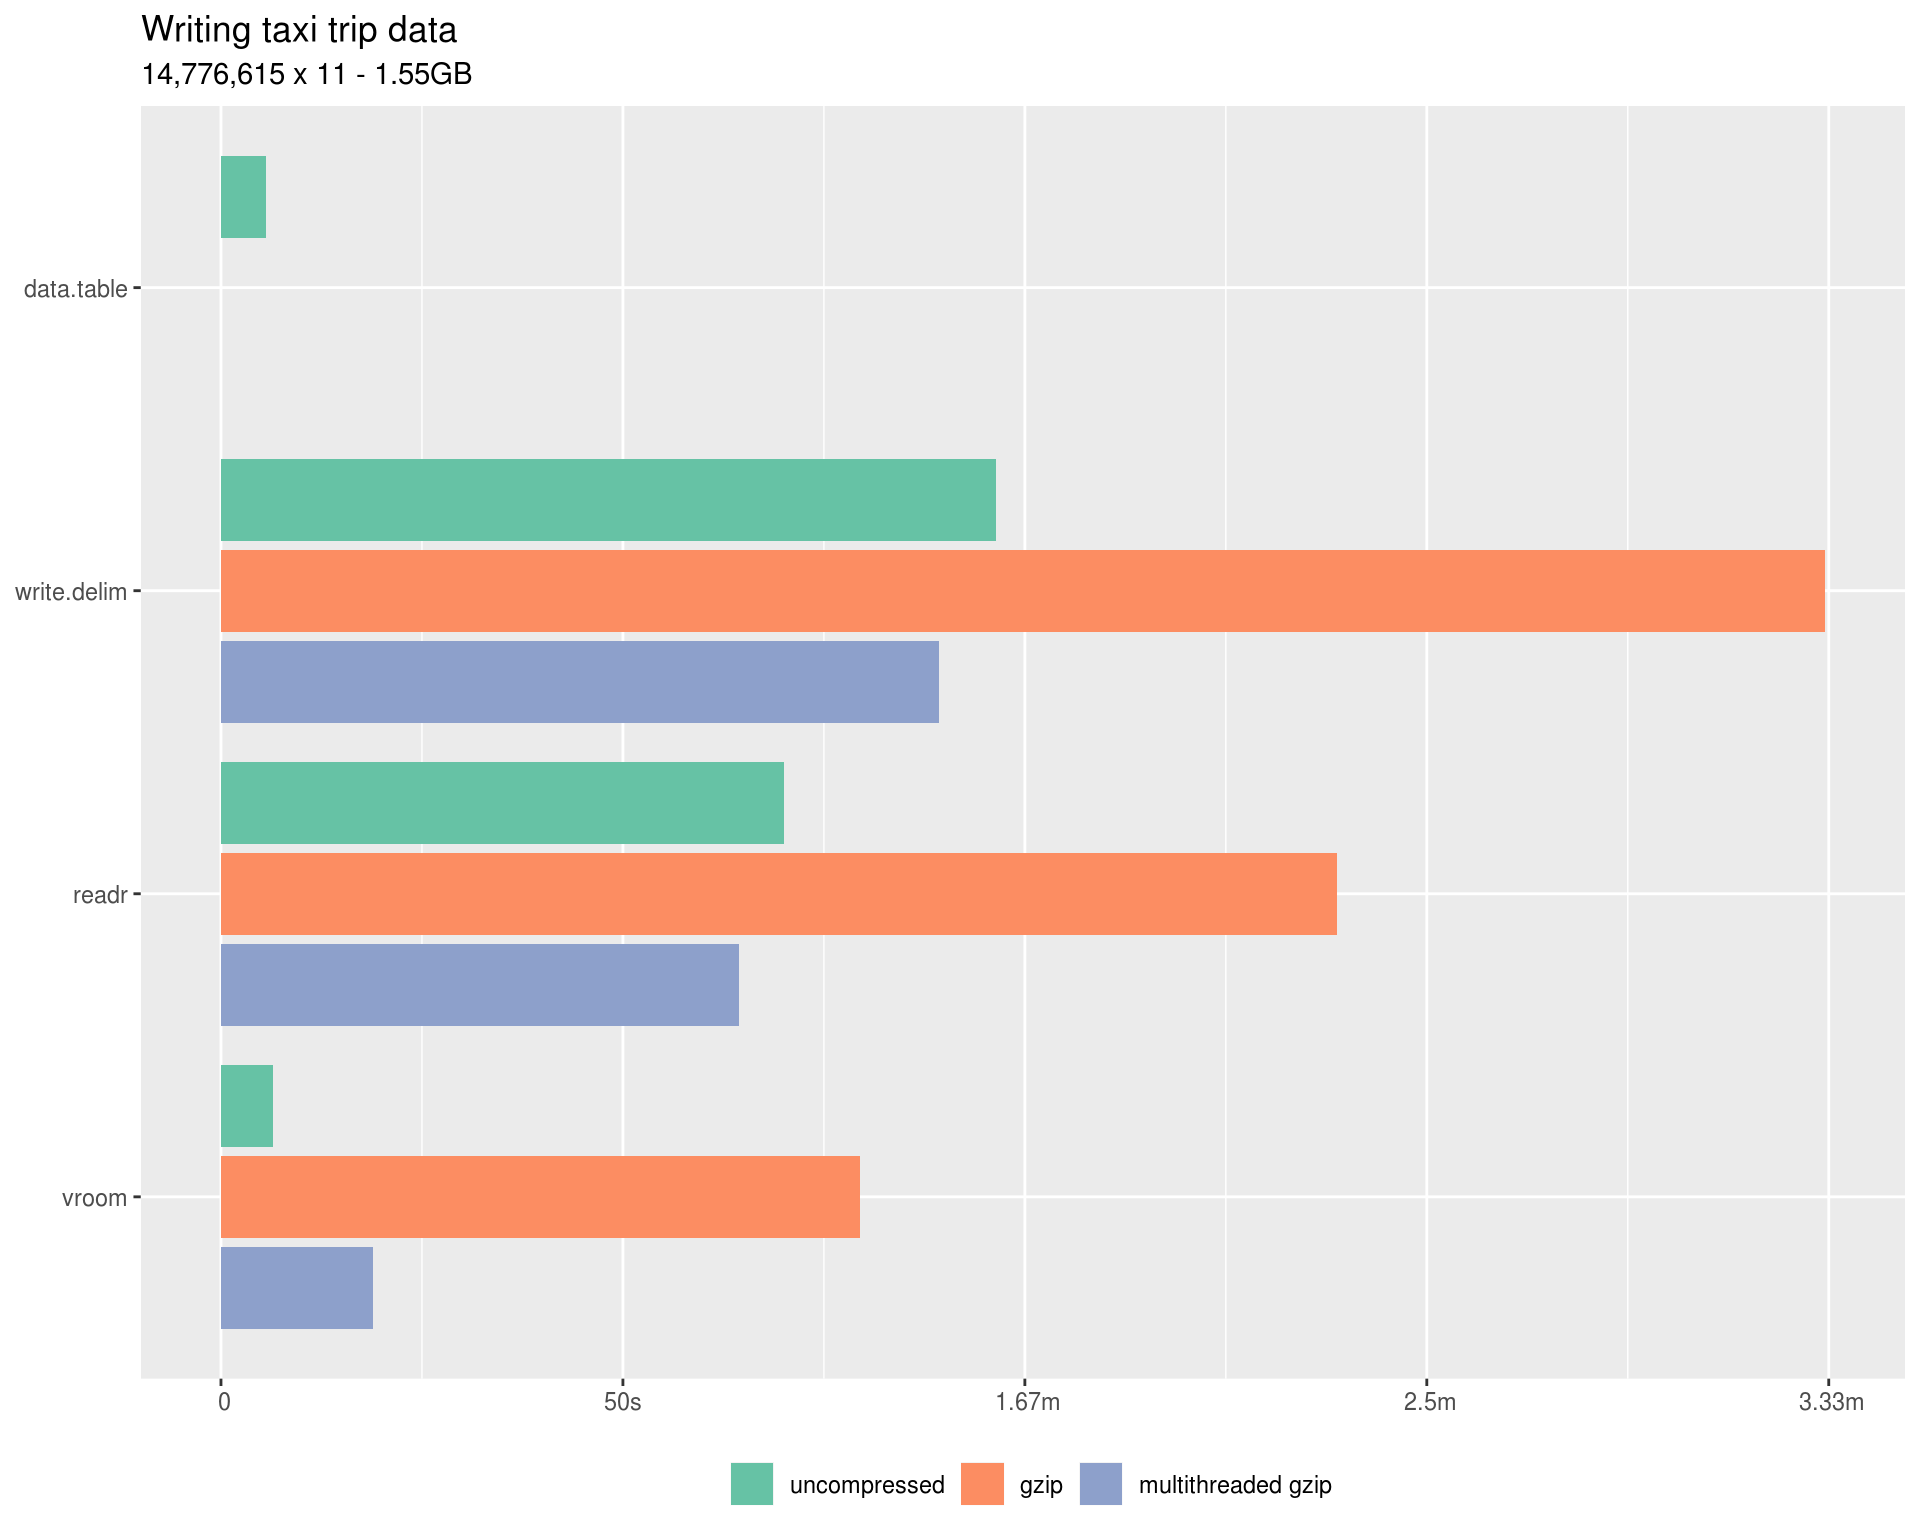 Writing taxi trip data
14,776,615 x 11 - 1.55GB
data.table
write.delim
readr
vroom
0 50s 1.67m 2.5m 3.33m
uncompressed gzip multithreaded gzip